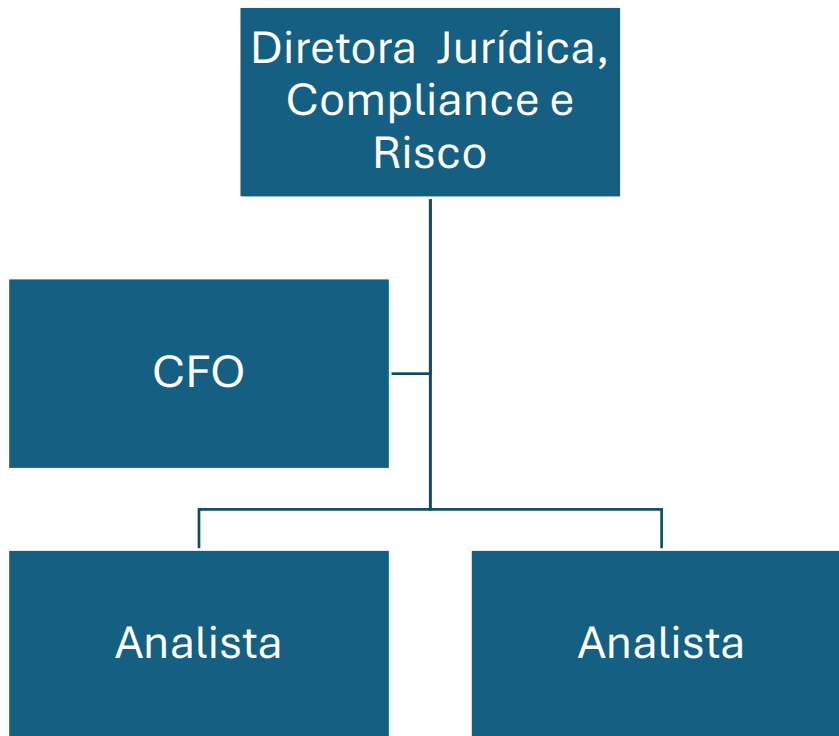 Diretora Jurídica,
Compliance e
Risco
CFO
Analista
Analista